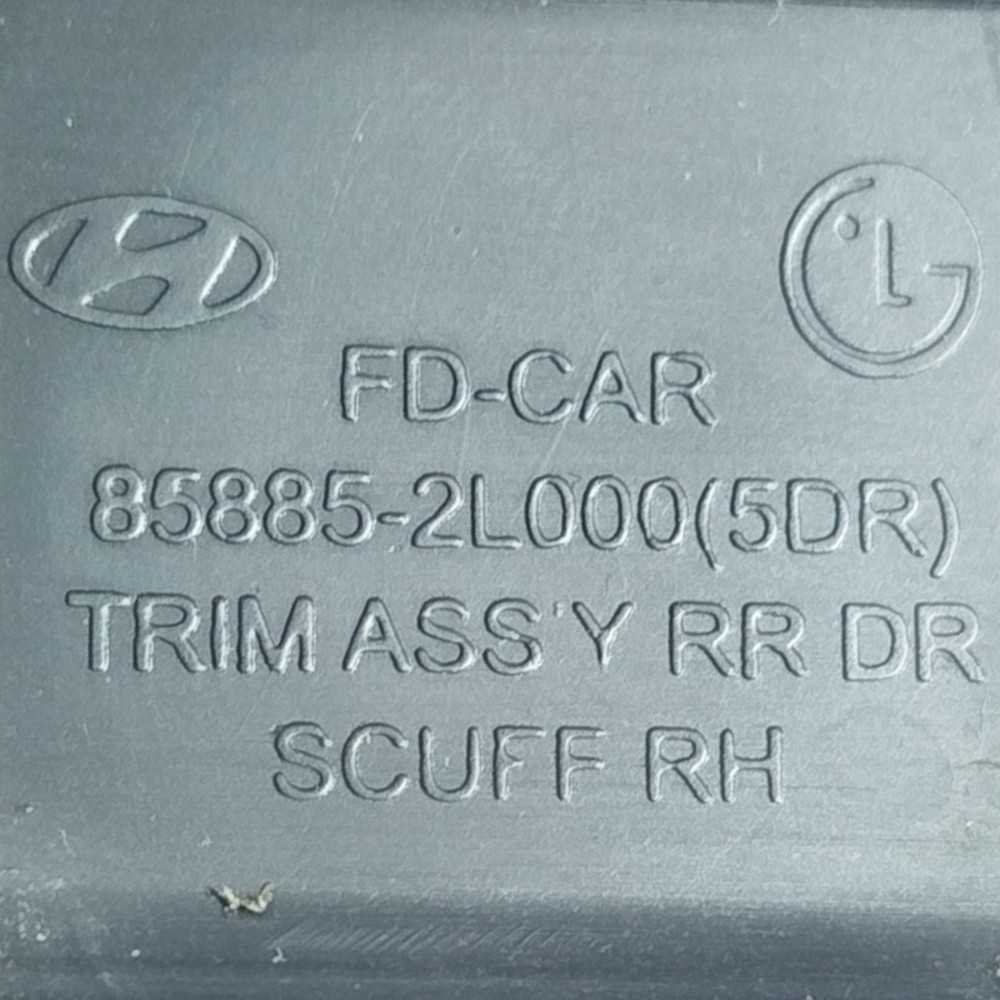 FD-CAR
85885-2L000(5DR)
TRIM ASS'Y RR DR
SCUFF RH